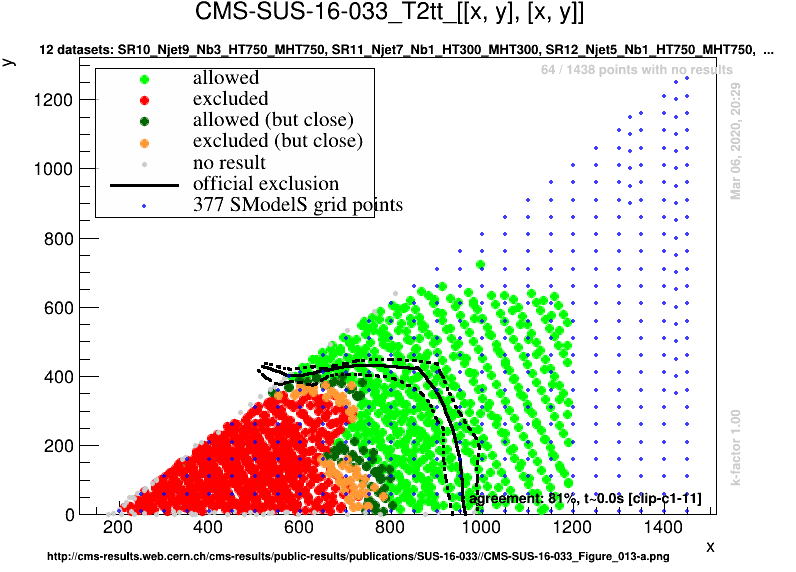 CMS-SUS-16-033_T2tt_[[x, y], [x, y]]
12 datasets: SR10_Njet9_Nb3_HT750_MHT750, SR11_Njet7_Nb1_HT300_MHT300, SR12_Njet5_Nb1_HT750_MHT750, ...
y
64 / 1438 points with no results
allowed
excluded
allowed (but close)
excluded (but close)
no result
official exclusion
377 SModelS grid points
Mar 06, 2020, 20:29
k-factor 1.00
1200
1000
800
600
400
200
0
agreement: 81%, t~0.0s [clip-c1-11]
200 400 600 800 1000 1200 1400
x
http://cms-results.web.cern.ch/cms-results/public-results/publications/SUS-16-033//CMS-SUS-16-033_Figure_013-a.png